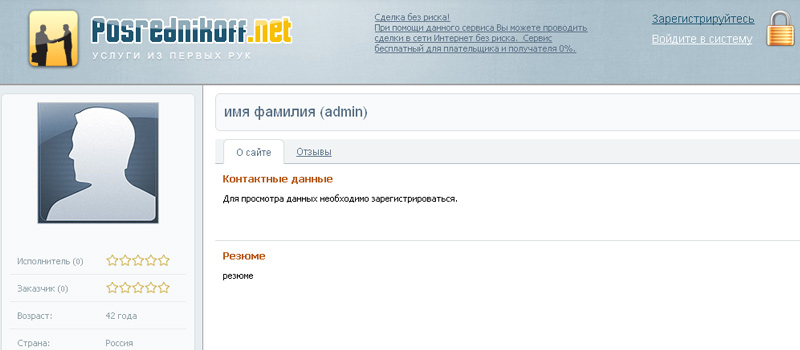 Posrednikoff.net
УСЛУГИ ИЗ ПЕРВЫХ РУК
Сделка без риска!
При помощи данного сервиса Вы можете проводить
сделки в сети Интернет без риска. Сервис
бесплатный для плательщика и получателя 0%.
Зарегистрируйтесь
Войдите в систему
имя фамилия (admin)
О сайте
Отзывы
Контактные данные
Для просмотра данных необходимо зарегистрироваться.
Резюме
резюме
Исполнитель (0)
Заказчик (0)
Возраст: 42 года
Страна: Россия